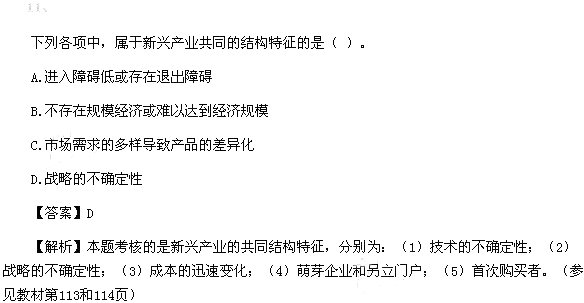 11、
下列各项中，属于新兴产业共同的结构特征的是（ ）。
A.进入障碍低或存在退出障碍
B.不存在规模经济或难以达到经济规模
C.市场需求的多样导致产品的差异化
D.战略的不确定性
【答案】D
【解析】本题考核的是新兴产业的共同结构特征，分别为：（1）技术的不确定性；（2）
战略的不确定性；（3）成本的迅速变化；（4）萌芽企业和另立门户；（5）首次购买者。（参
见教材第113和114页）